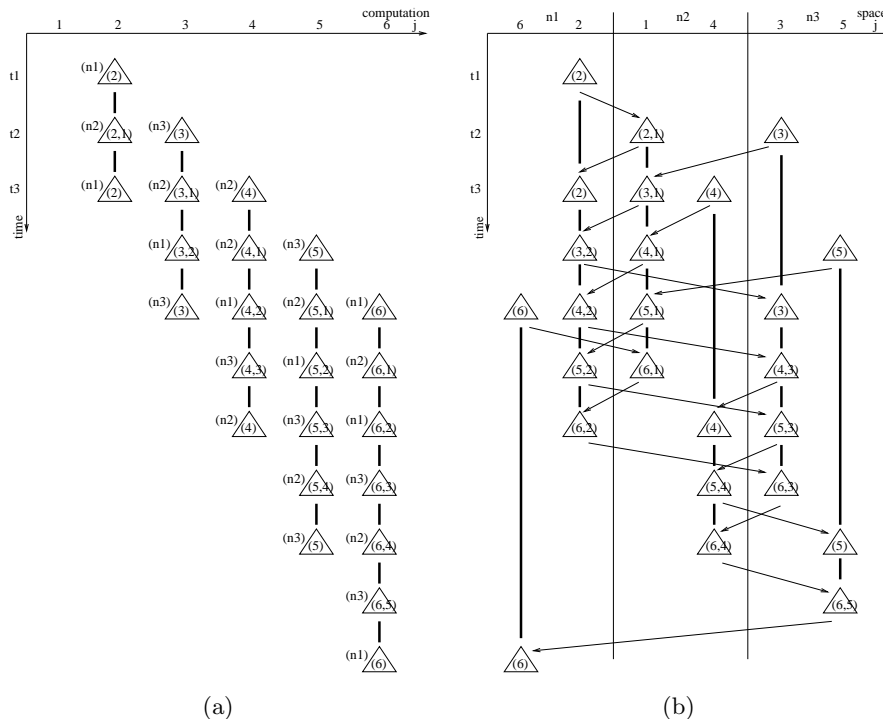 computation
1 2 3 4 5 6 j
t1 (n1) (2)
t2 (n2) (2,1) (n3) (3)
t3 (n1) (2) (n2) (3,1) (n2) (4)
time
(n1) (3,2) (n2) (4,1) (n3) (5)
(n3) (3) (n1) (4,2) (n2) (5,1) (n1) (6)
(n3) (4,3) (n1) (5,2) (n2) (6,1)
(n2) (4) (n3) (5,3) (n1) (6,2)
(n2) (5,4) (n3) (6,3)
(n3) (5) (n2) (6,4)
(n3) (6,5)
(n1) (6)
(a)
n1 n2 n3 space
6 2 1 4 3 5 j
t1 (2)
t2 (2,1) (3)
t3 (2) (3,1) (4)
time
(3,2) (4,1) (5)
(6) (4,2) (5,1) (3)
(5,2) (6,1) (4,3)
(6,2) (4) (5,3)
(5,4) (6,3)
(6,4) (5)
(6,5)
(6)
(b)